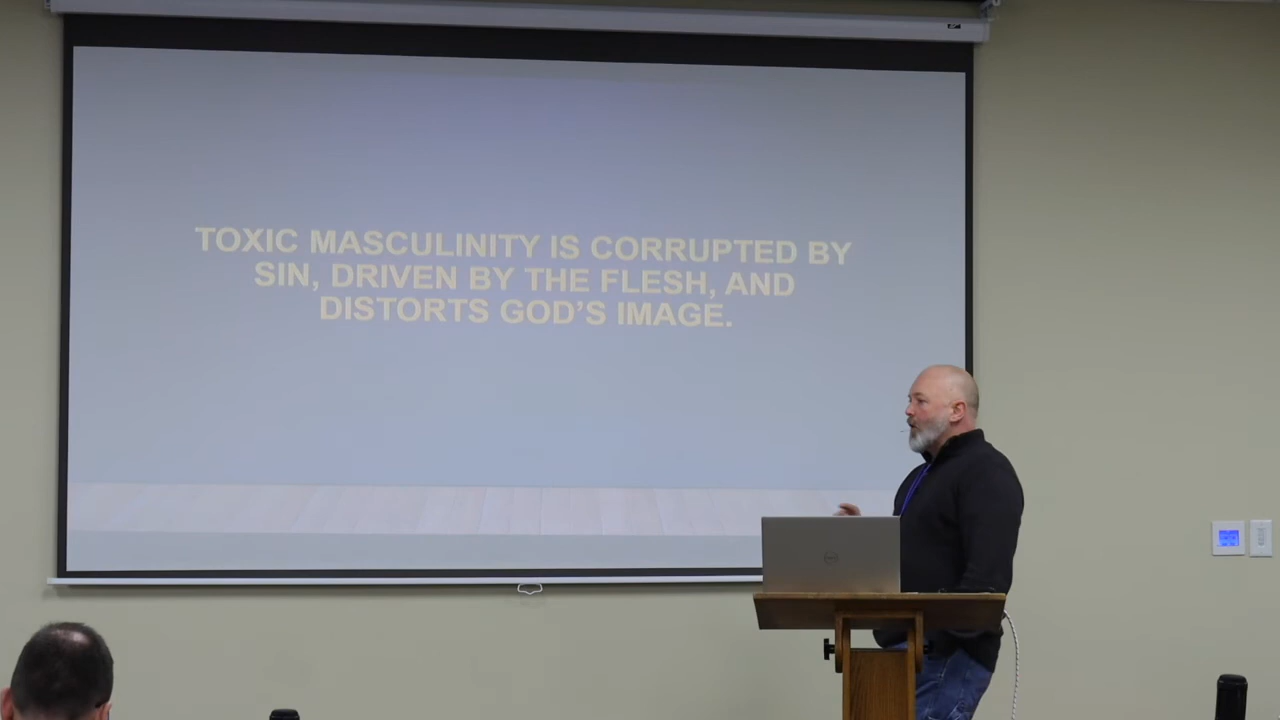 TOXIC MASCULINITY IS CORRUPTED BY
SIN, DRIVEN BY THE FLESH, AND
DISTORTS GOD’S IMAGE.